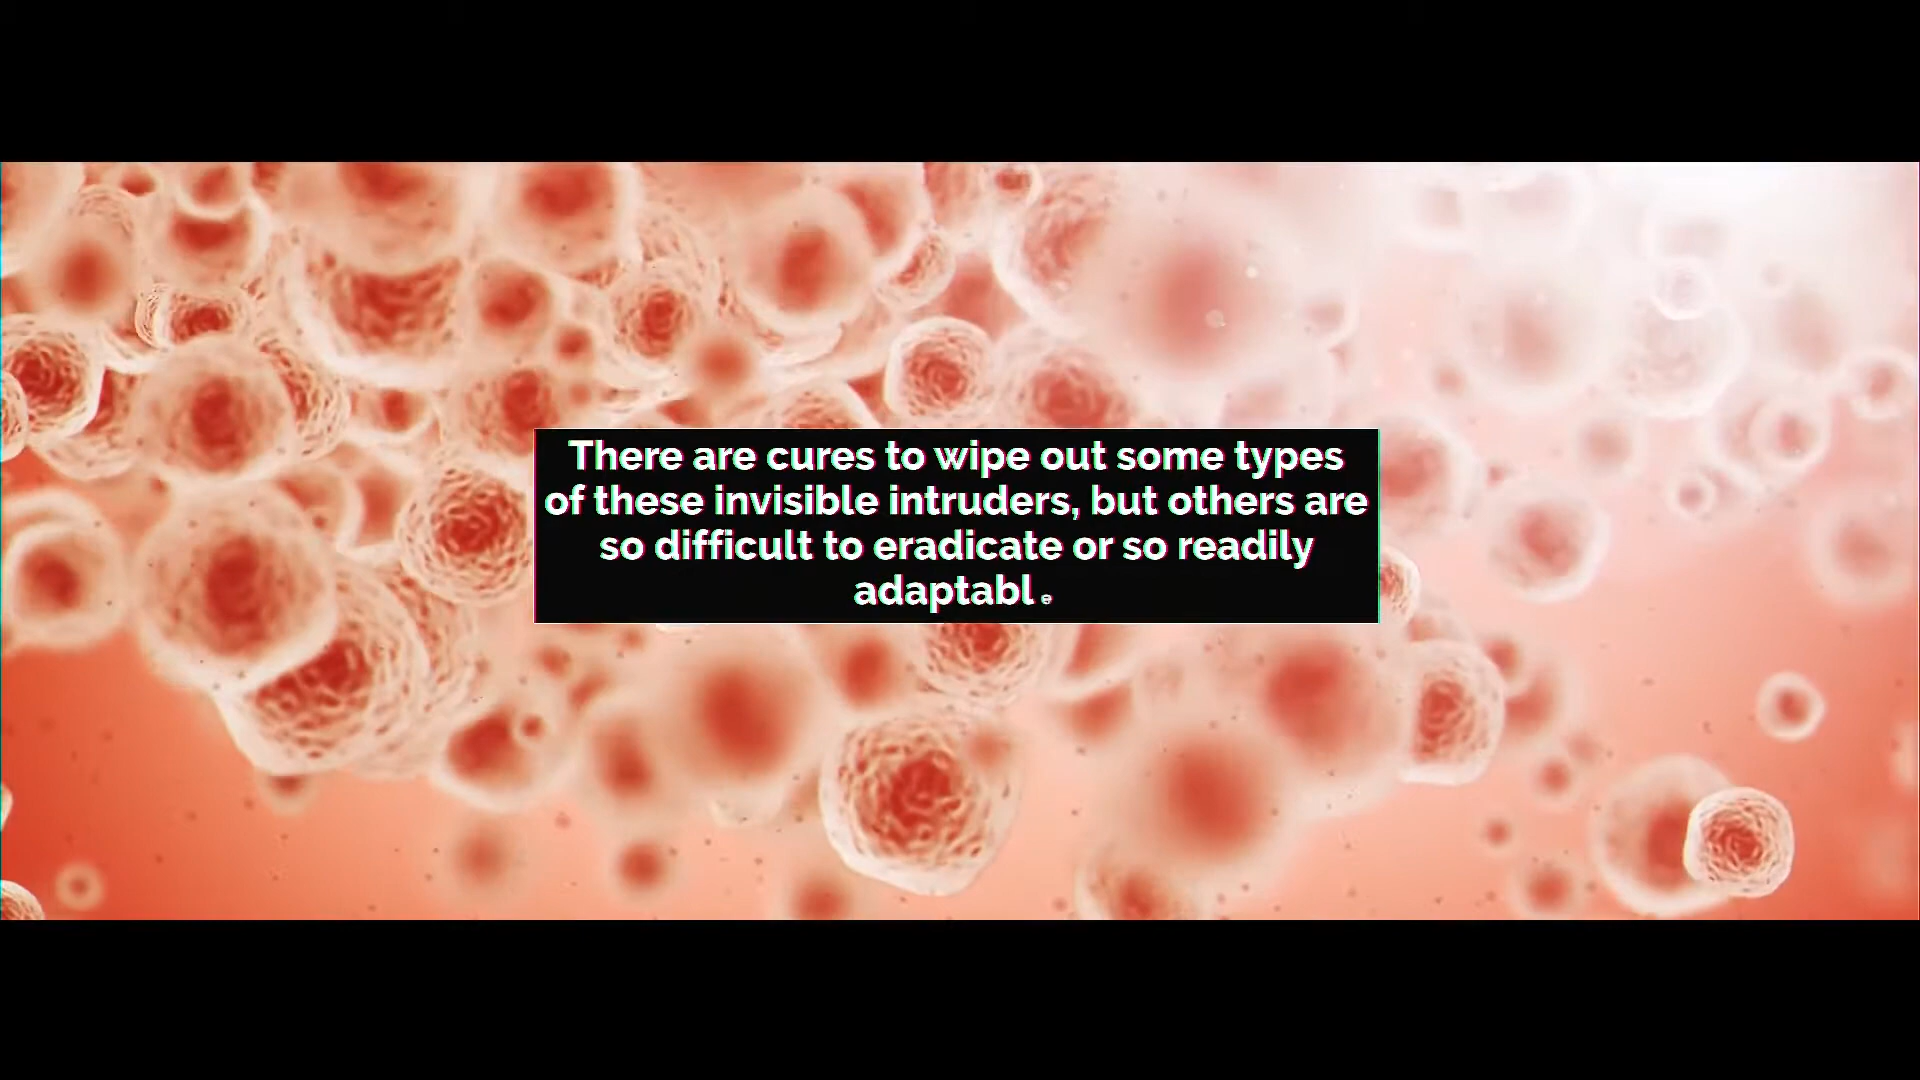 There are cures to wipe out some types
of these invisible intruders, but others are
so difficult to eradicate or so readily
adaptable